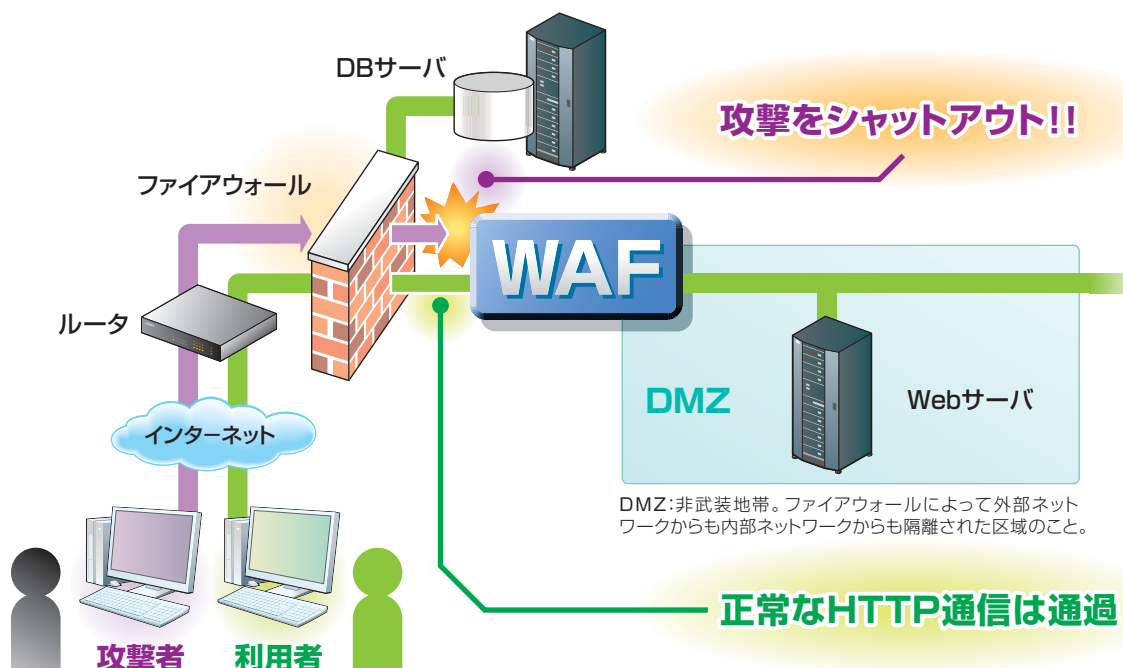 DBサーバ
攻撃をシャットアウト!!
ファイアウォール
WAF
ルータ
DMZ
Webサーバ
インターネット
DMZ:非武装地帯。ファイアウォールによって外部ネット
ワークからも内部ネットワークからも隔離された区域のこと。
正常なHTTP通信は通過
攻撃者
利用者